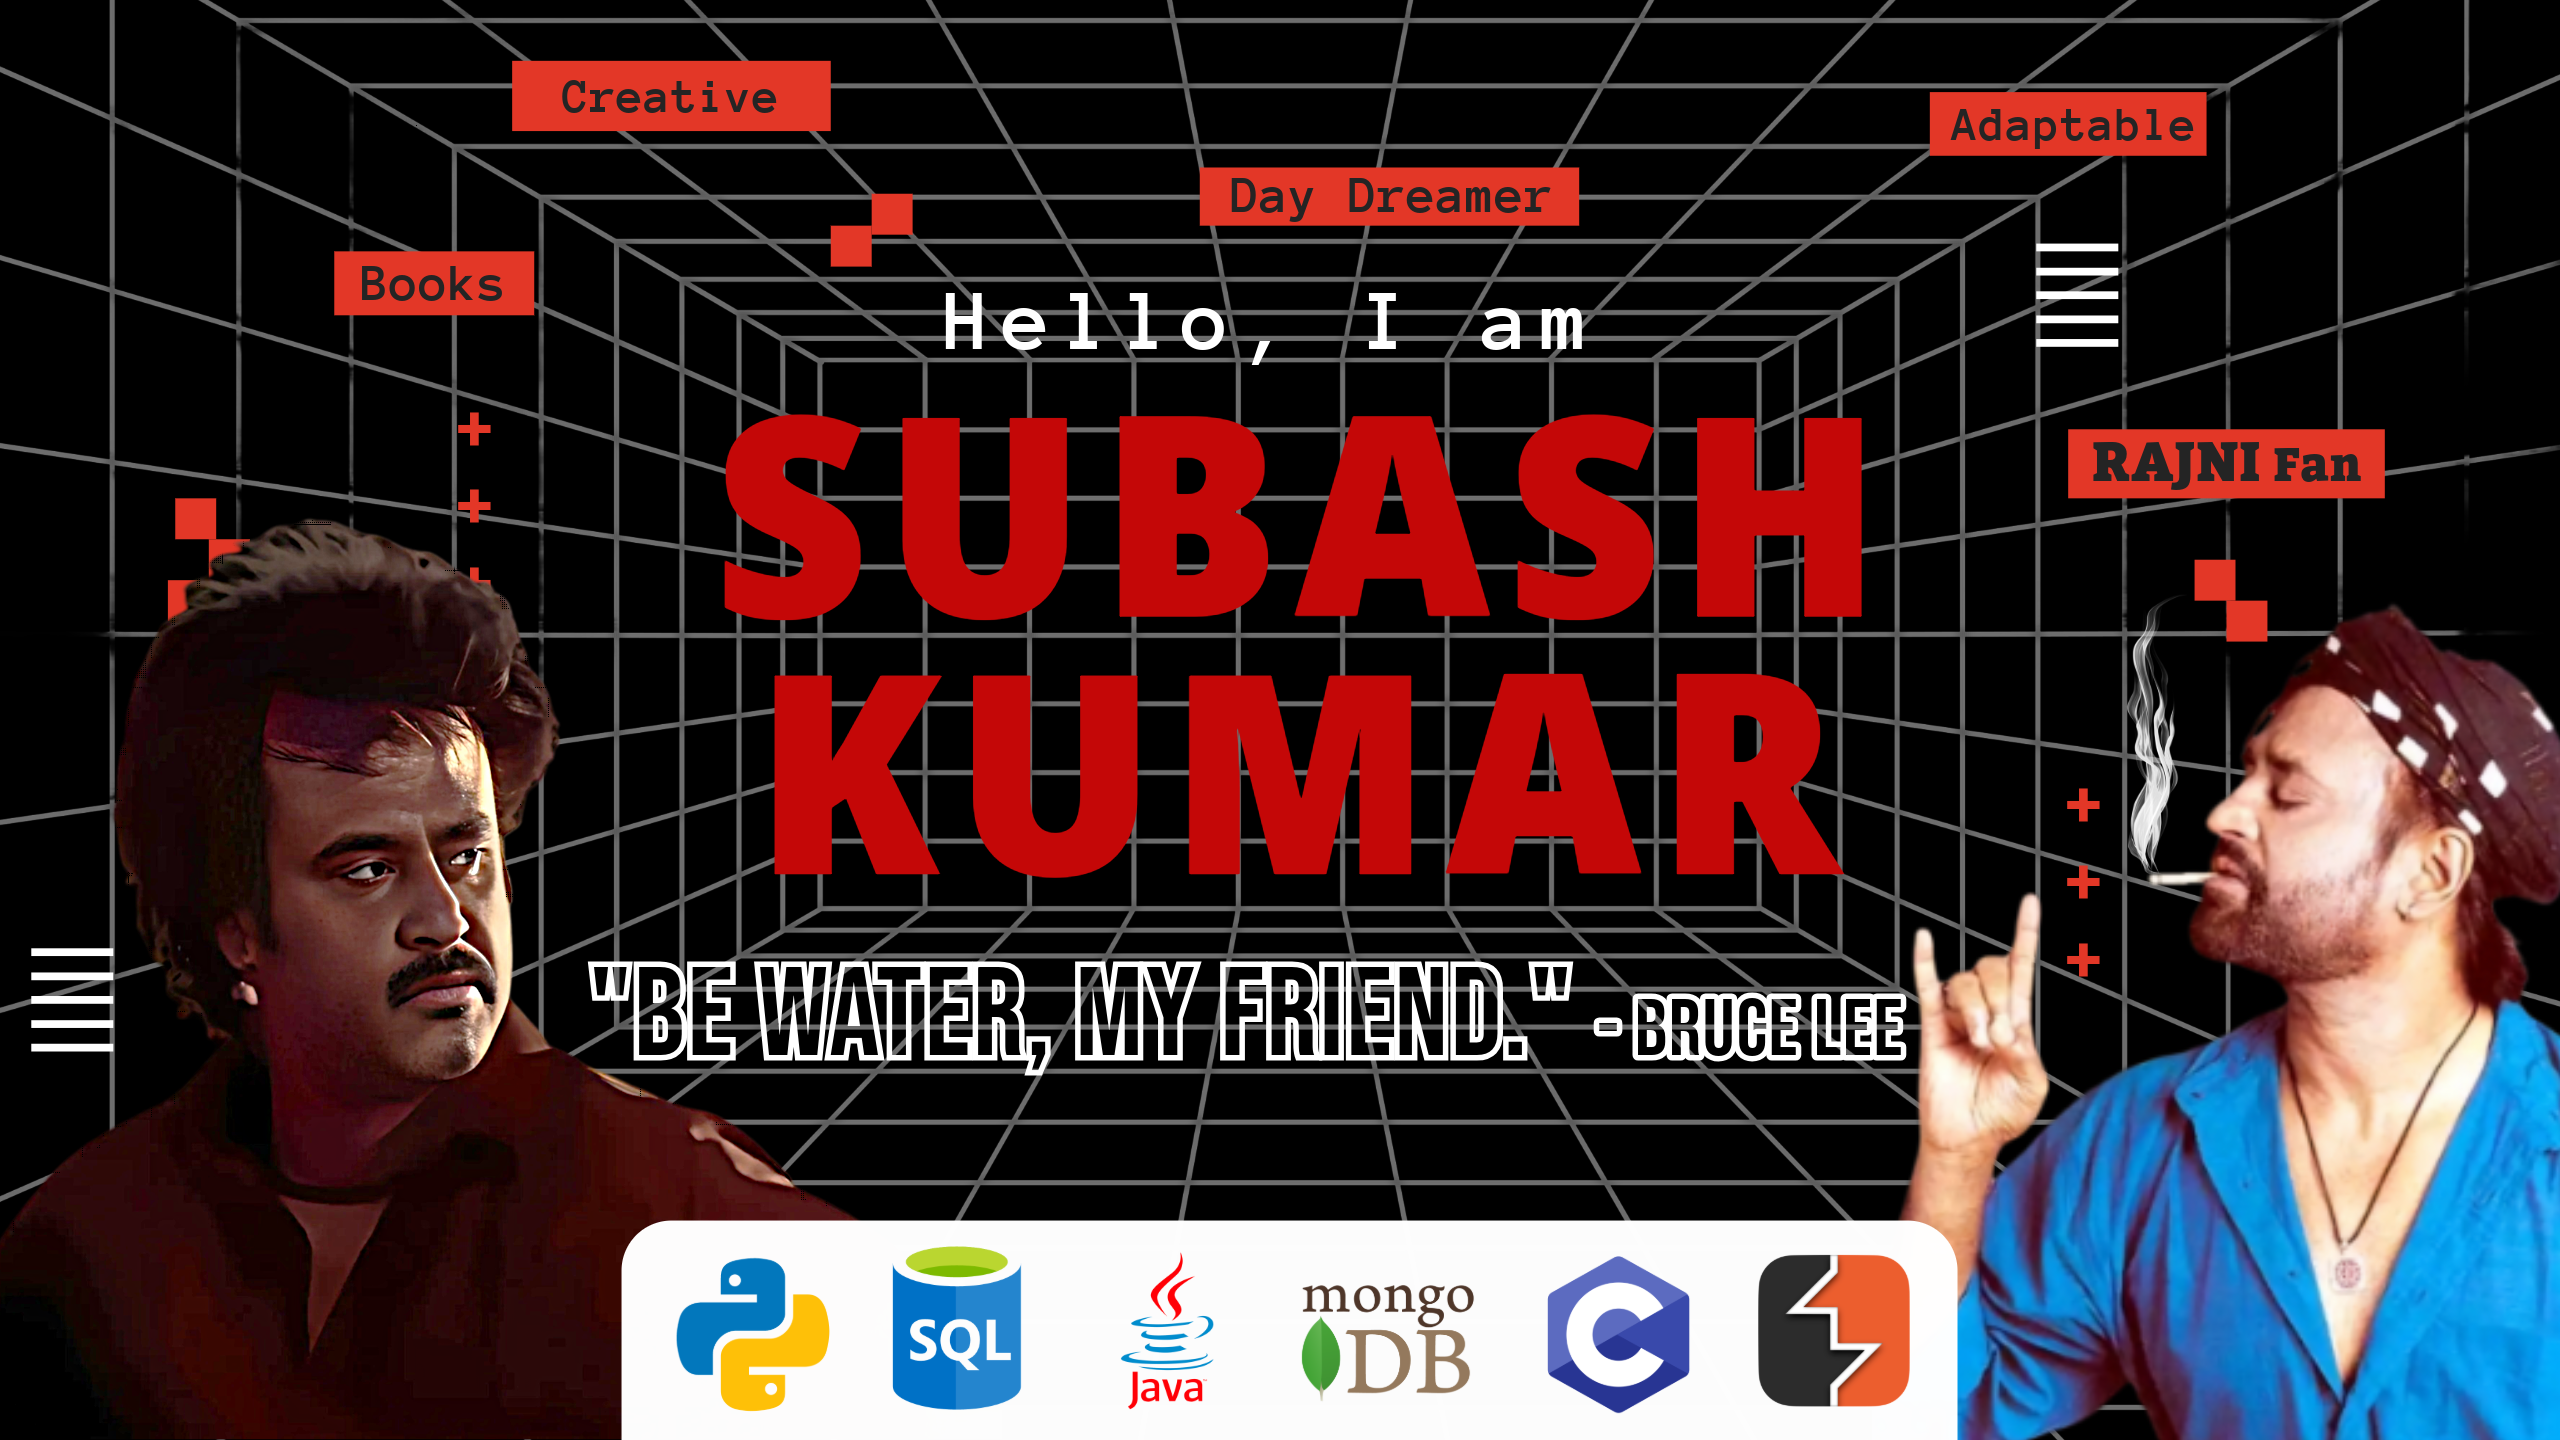 Creative
Adaptable
Day Dreamer
Books
Hello, I am
RAJNI Fan
SUBASH
KUMAR
"BE WATER, MY FRIEND." - BRUCE LEE
SQL
Java
mongo
DB
C